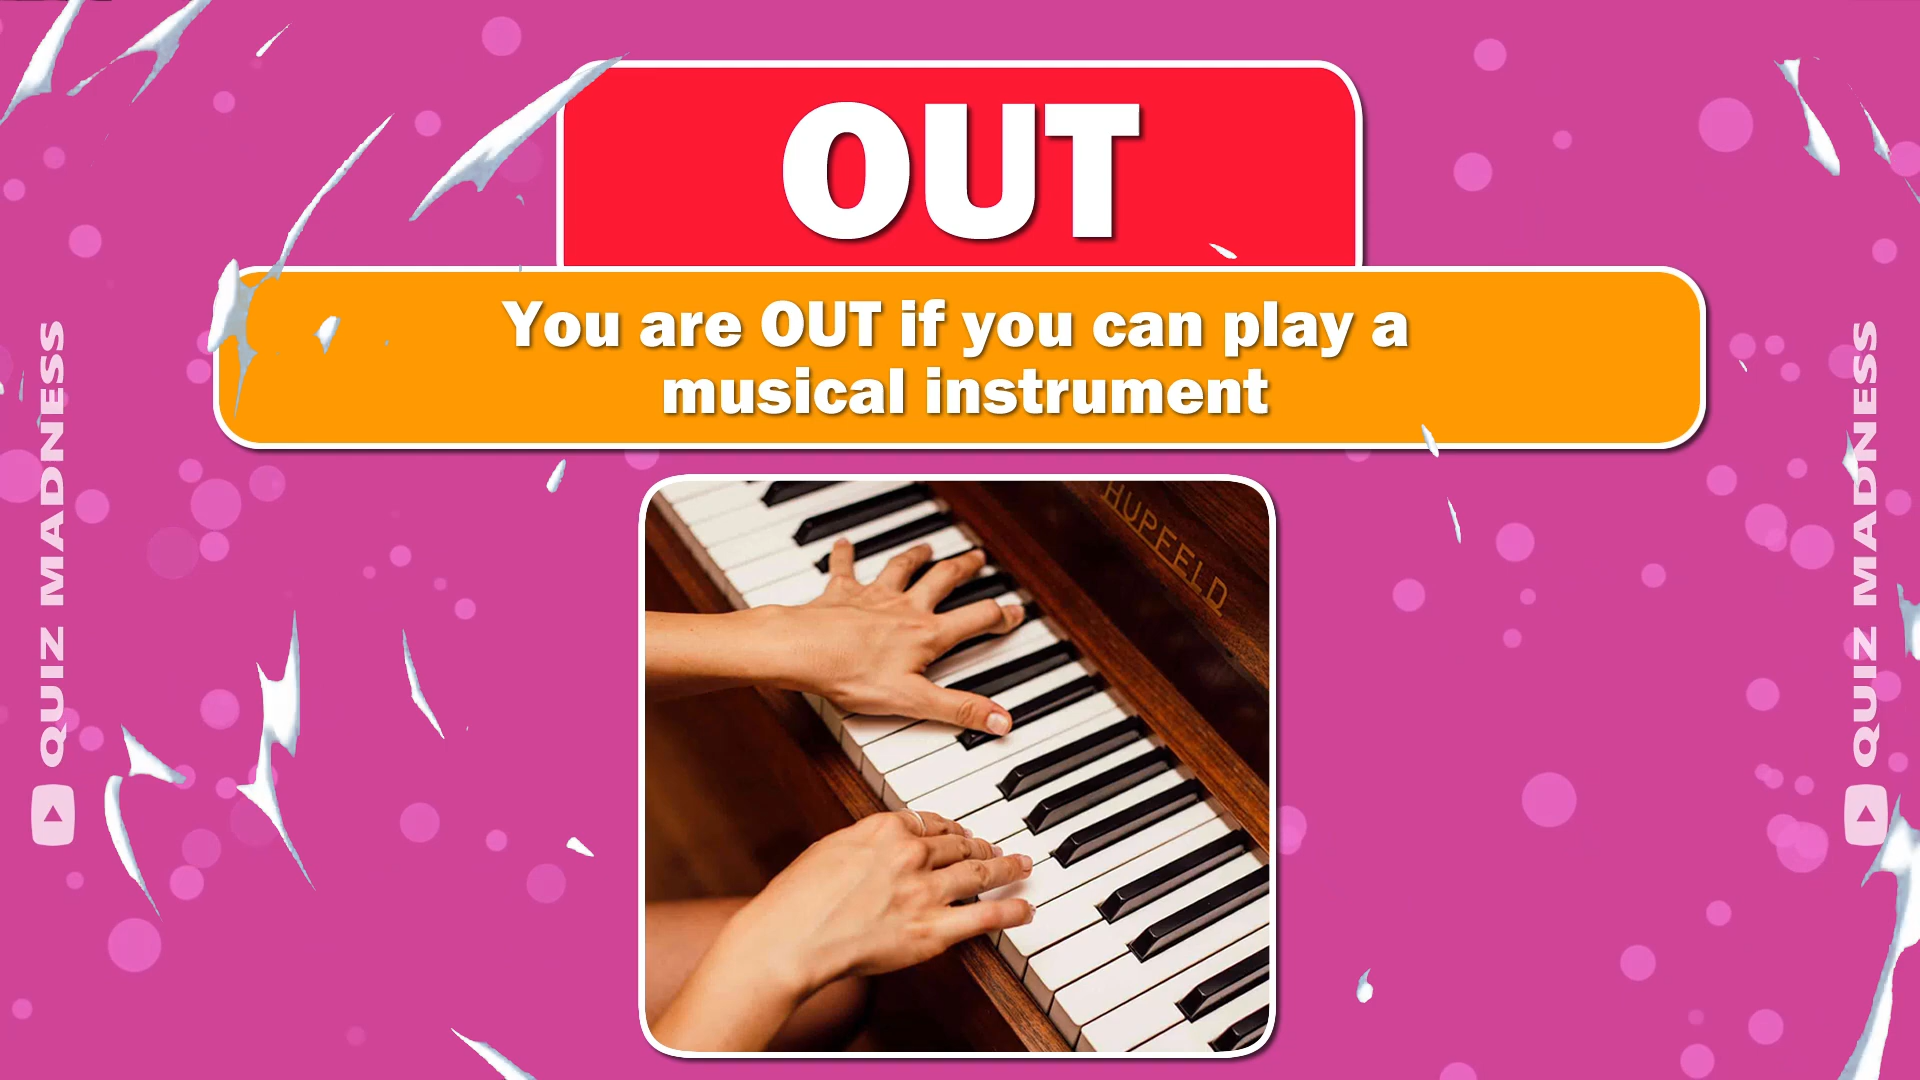 OUT
You are OUT if you can play a
musical instrument
HUPFELD
QUIZ MADNESS
QUIZ MADNESS